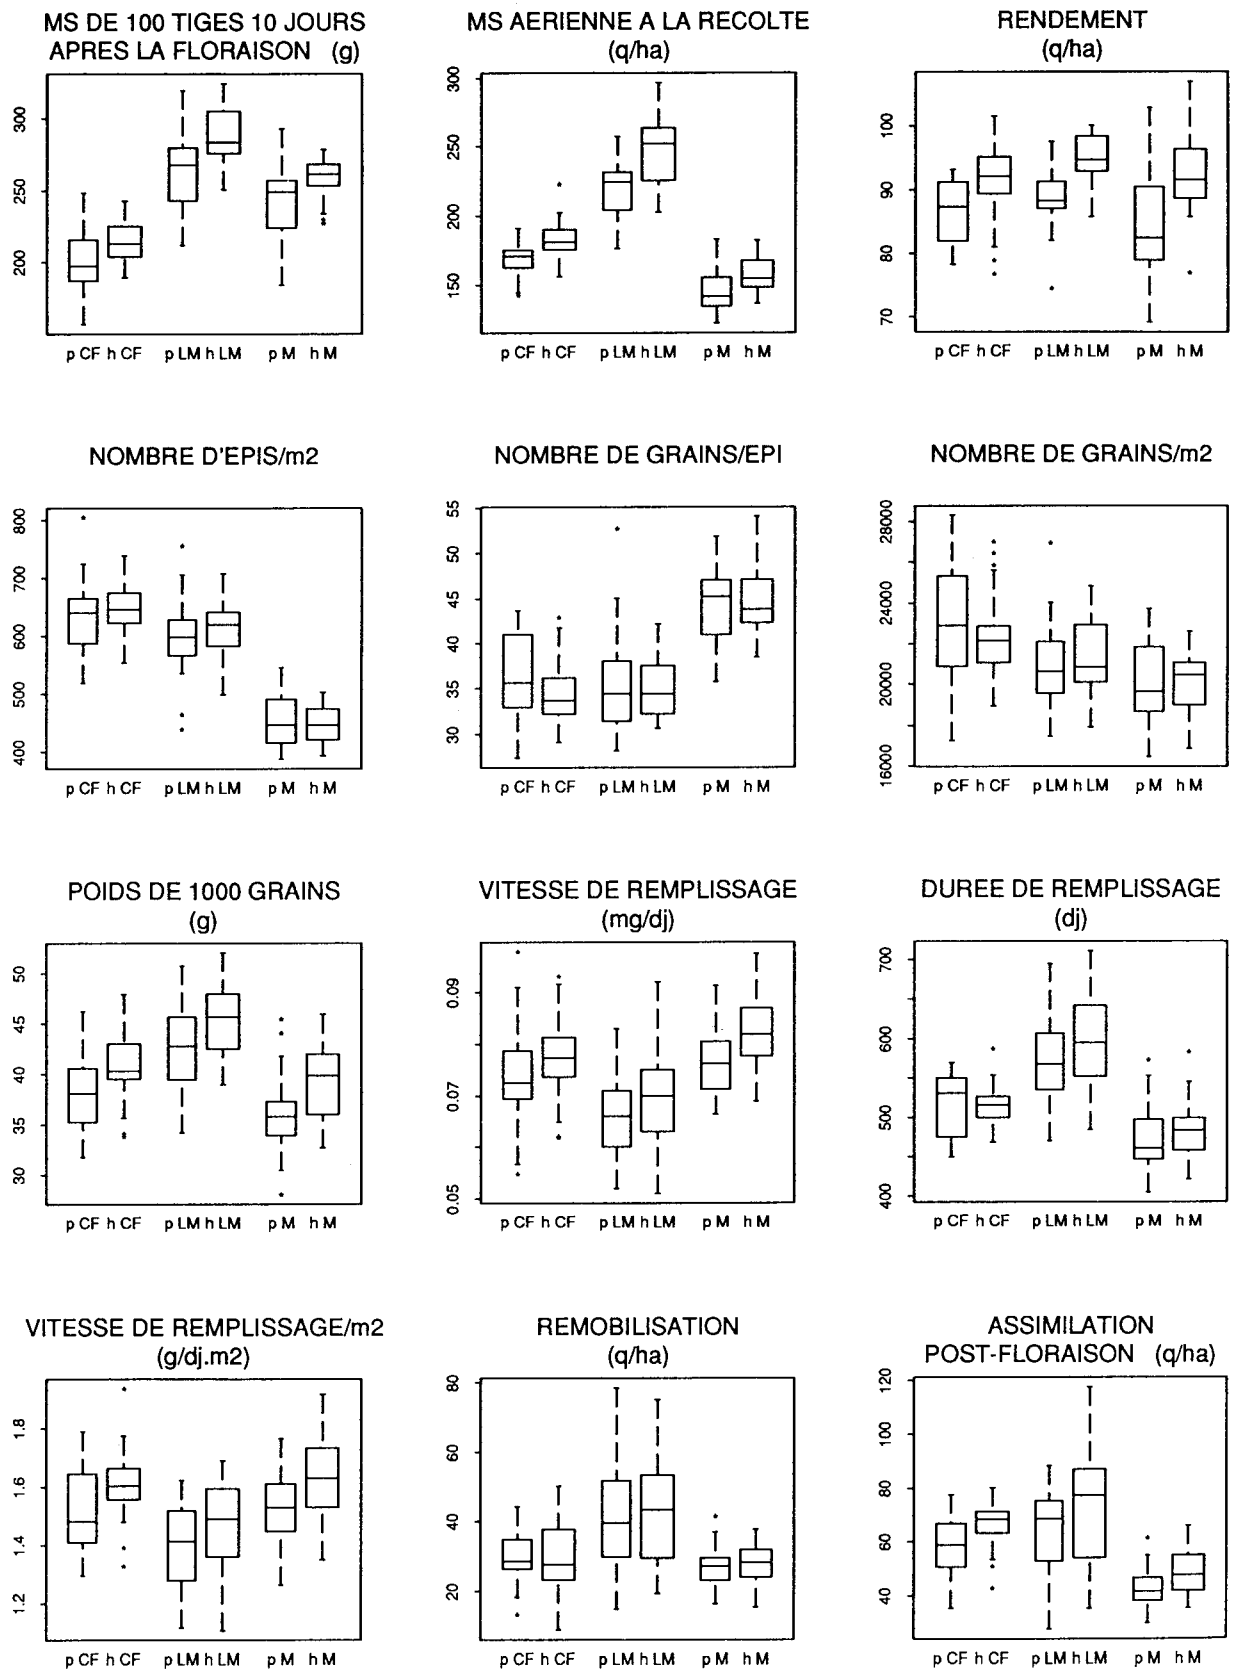 MS DE 100 TIGES 10 JOURS
APRES LA FLORAISON (g)
300
250
200
p CF h CF p LM h LM p M h M
MS AERIENNE A LA RECOLTE
(q/ha)
300
250
200
150
p CF h CF p LM h LM p M h M
RENDEMENT
(q/ha)
100
90
80
70
p CF h CF p LM h LM p M h M
NOMBRE D'EPIS/m2
800
700
600
500
400
p CF h CF p LM h LM p M h M
NOMBRE DE GRAINS/EPI
55
50
45
40
35
30
p CF h CF p LM h LM p M h M
NOMBRE DE GRAINS/m2
28000
24000
20000
16000
p CF h CF p LM h LM p M h M
POIDS DE 1000 GRAINS
(g)
50
45
40
35
30
p CF h CF p LM h LM p M h M
VITESSE DE REMPLISSAGE
(mg/dj)
0.09
0.07
0.05
p CF h CF p LM h LM p M h M
DUREE DE REMPLISSAGE
(dj)
700
600
500
400
p CF h CF p LM h LM p M h M
VITESSE DE REMPLISSAGE/m2
(g/dj.m2)
1.8
1.6
1.4
1.2
p CF h CF p LM h LM p M h M
REMOBILISATION
(q/ha)
80
60
40
20
p CF h CF p LM h LM p M h M
ASSIMILATION
POST-FLORAISON (q/ha)
120
100
80
60
40
p CF h CF p LM h LM p M h M